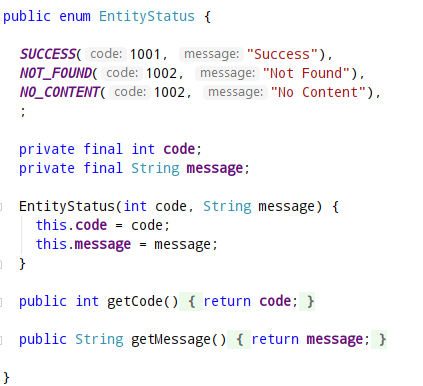 public enum EntityStatus {
SUCCESS( code: 1001, message: "Success"),
NOT_FOUND( code: 1002, message: "Not Found"),
NO_CONTENT( code: 1002, message: "No Content"),
;
private final int code;
private final String message;
EntityStatus(int code, String message) {
this.code = code;
this.message = message;
}
public int getCode() { return code; }
public String getMessage() { return message; }
}